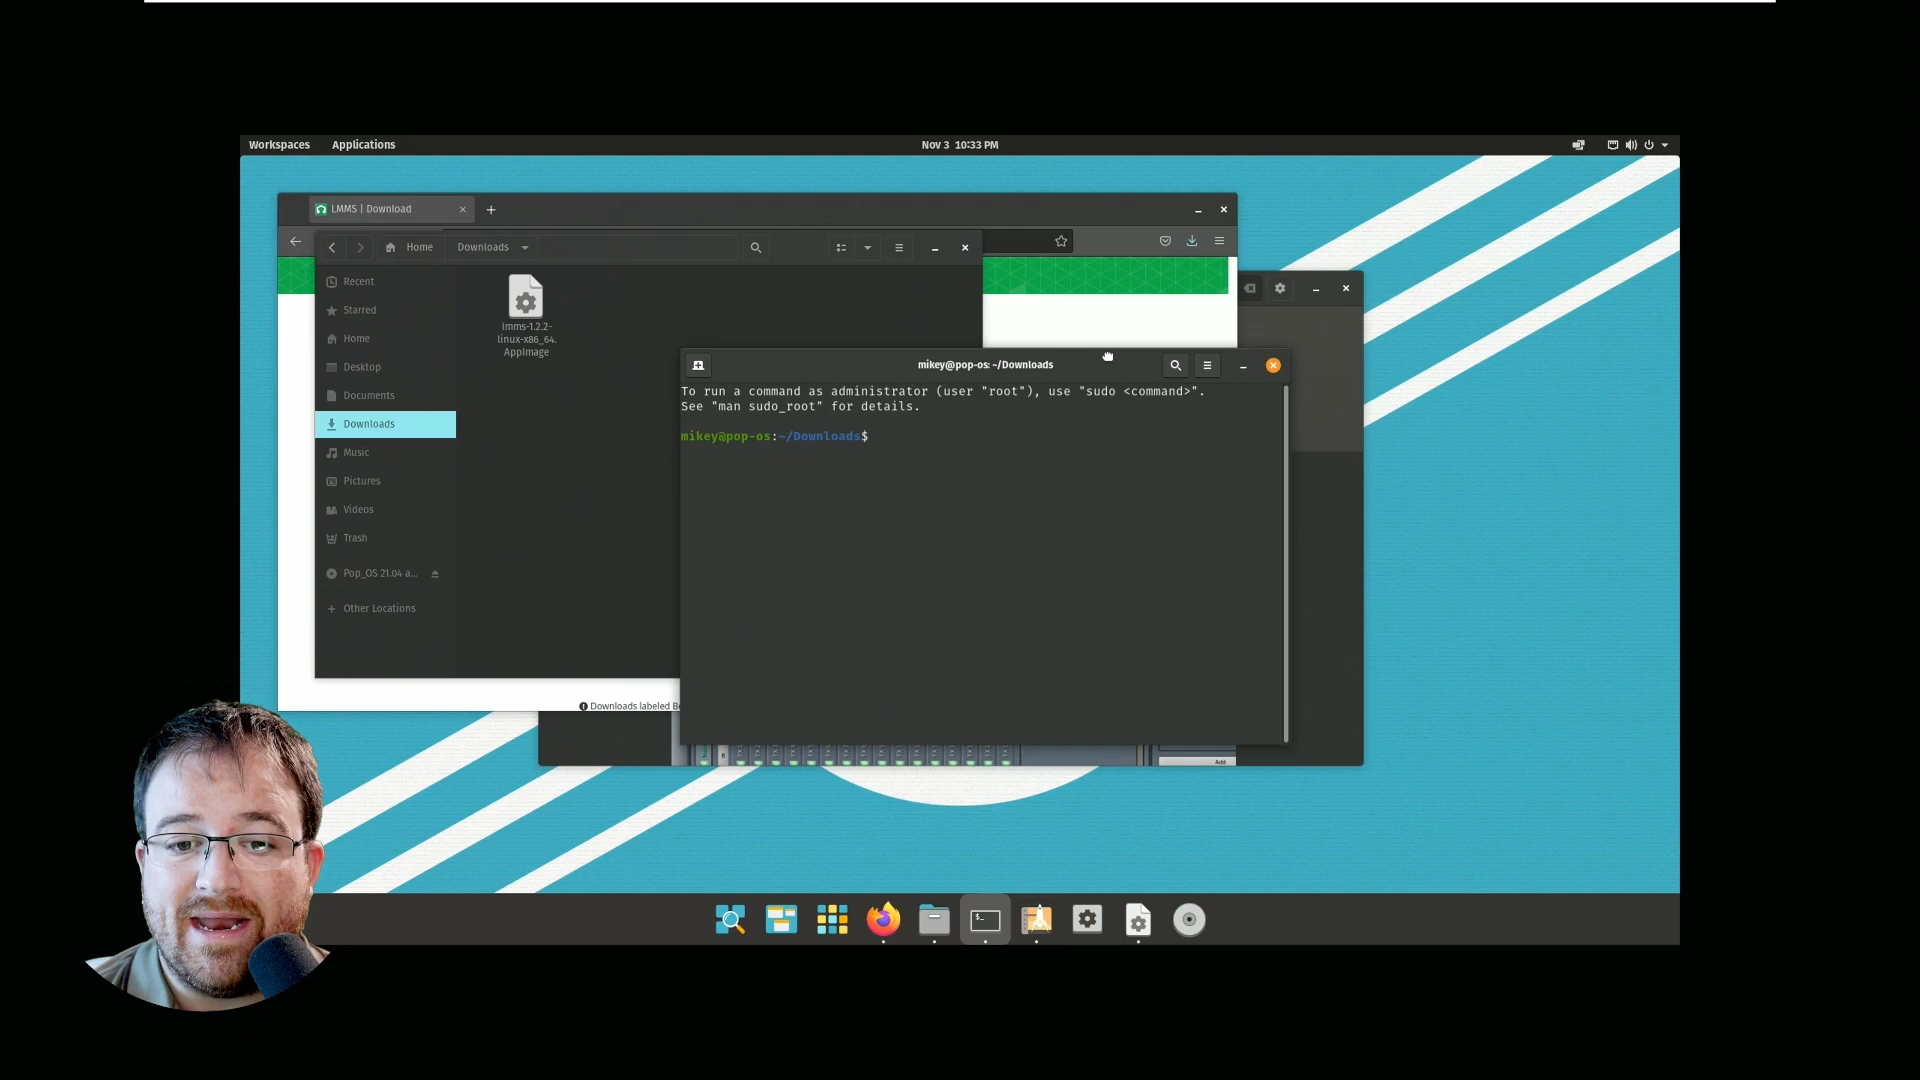 Workspaces Applications Nov 3 10:33 PM
LMMS | Download
Home Downloads
Recent
Starred
Home
Desktop
Documents
Downloads
Music
Pictures
Videos
Trash
Pop_OS 21.04 a...
Other Locations
lmms-1.2.2-
linux-x86_64.
AppImage
mikey@pop-os: ~/Downloads
To run a command as administrator (user "root"), use "sudo <command>".
See "man sudo_root" for details.
mikey@pop-os:~/Downloads$
Downloads labeled
Add